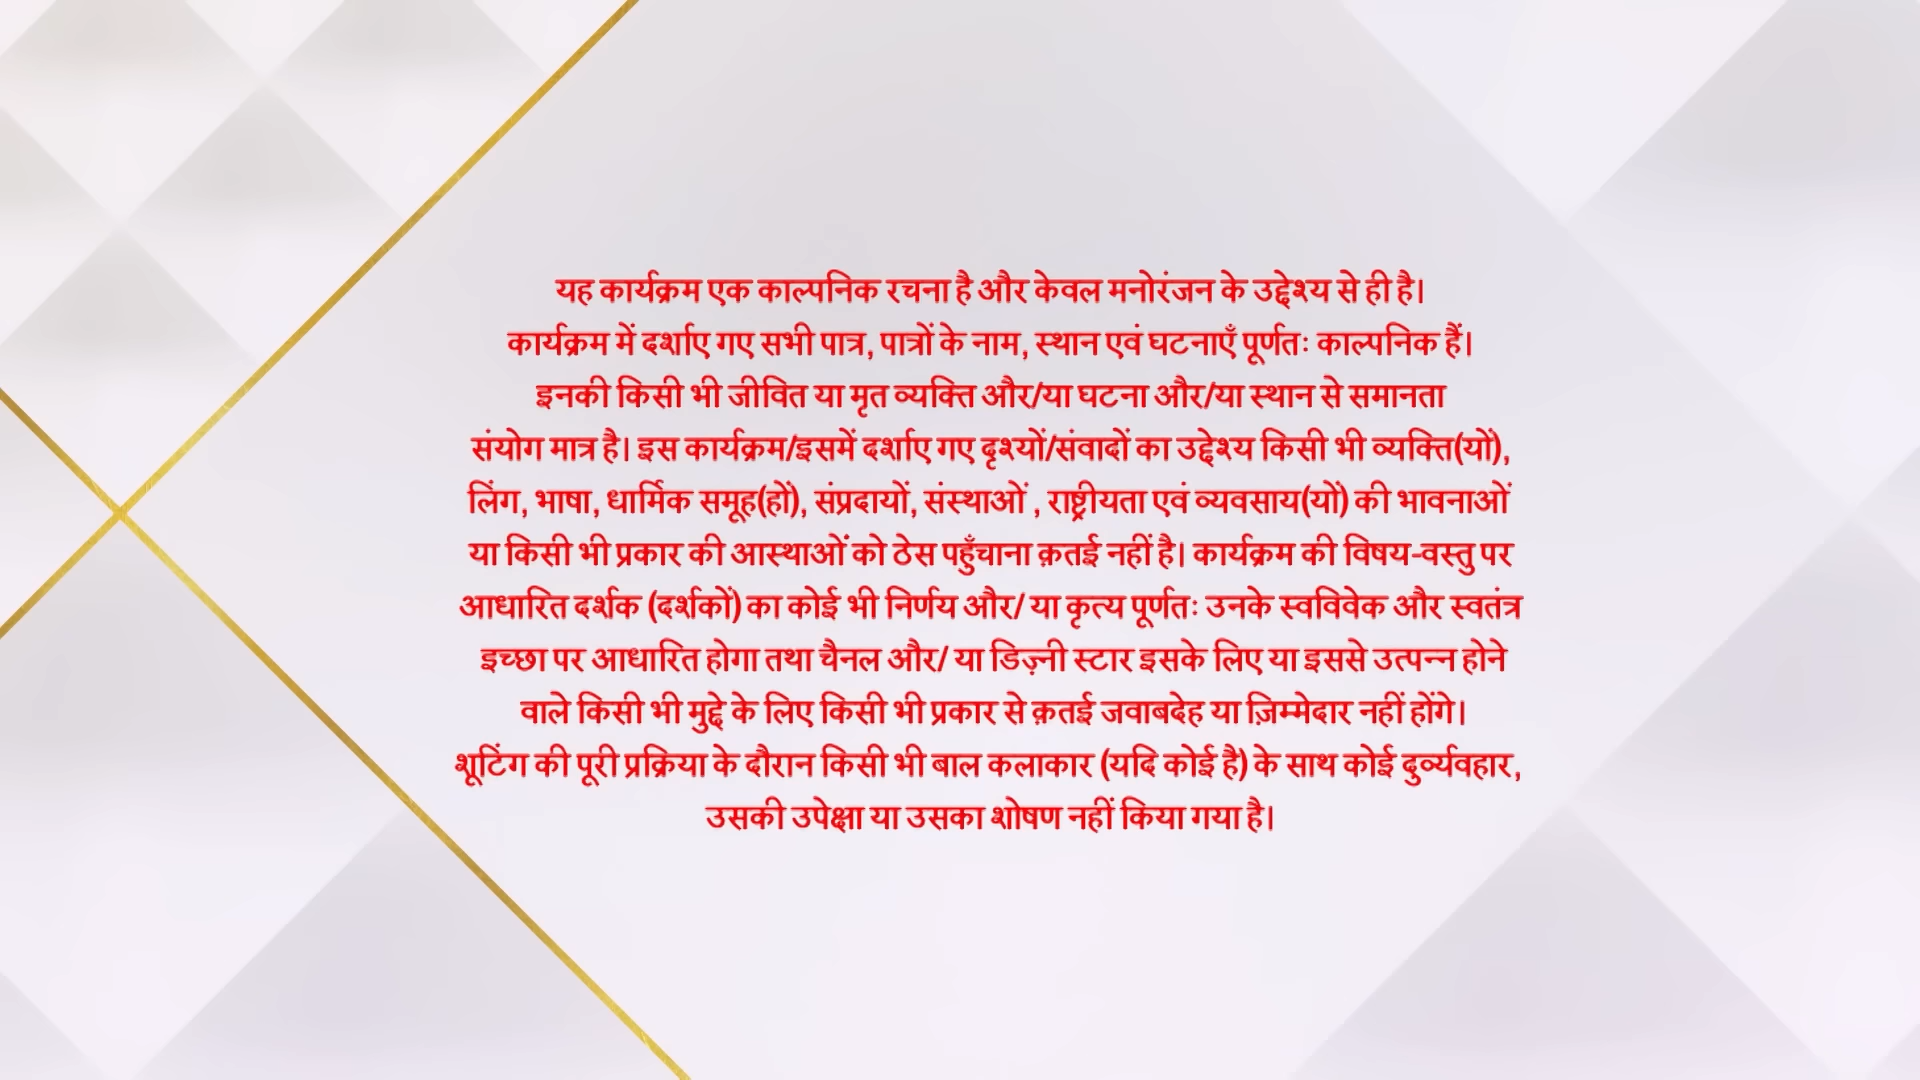 यह कार्यक्रम एक काल्पनिक रचना है और केवल मनोरंजन के उद्देश्य से ही है।
कार्यक्रम में दर्शाए गए सभी पात्र, पात्रों के नाम, स्थान एवं घटनाएँ पूर्णतः काल्पनिक हैं।
इनकी किसी भी जीवित या मृत व्यक्ति और/या घटना और/या स्थान से समानता
संयोग मात्र है। इस कार्यक्रम/इसमें दर्शाए गए दृश्यों/संवादों का उद्देश्य किसी भी व्यक्ति(यों),
लिंग, भाषा, धार्मिक समूह(हों), संप्रदायों, संस्थाओं , राष्ट्रीयता एवं व्यवसाय(यों) की भावनाओं
या किसी भी प्रकार की आस्थाओं को ठेस पहुँचाना क़तई नहीं है। कार्यक्रम की विषय-वस्तु पर
आधारित दर्शक (दर्शकों) का कोई भी निर्णय और/ या कृत्य पूर्णतः उनके स्वविवेक और स्वतंत्र
इच्छा पर आधारित होगा तथा चैनल और/ या डिज़्नी स्टार इसके लिए या इससे उत्पन्न होने
वाले किसी भी मुद्दे के लिए किसी भी प्रकार से क़तई जवाबदेह या ज़िम्मेदार नहीं होंगे।
शूटिंग की पूरी प्रक्रिया के दौरान किसी भी बाल कलाकार (यदि कोई है) के साथ कोई दुर्व्यवहार,
उसकी उपेक्षा या उसका शोषण नहीं किया गया है।